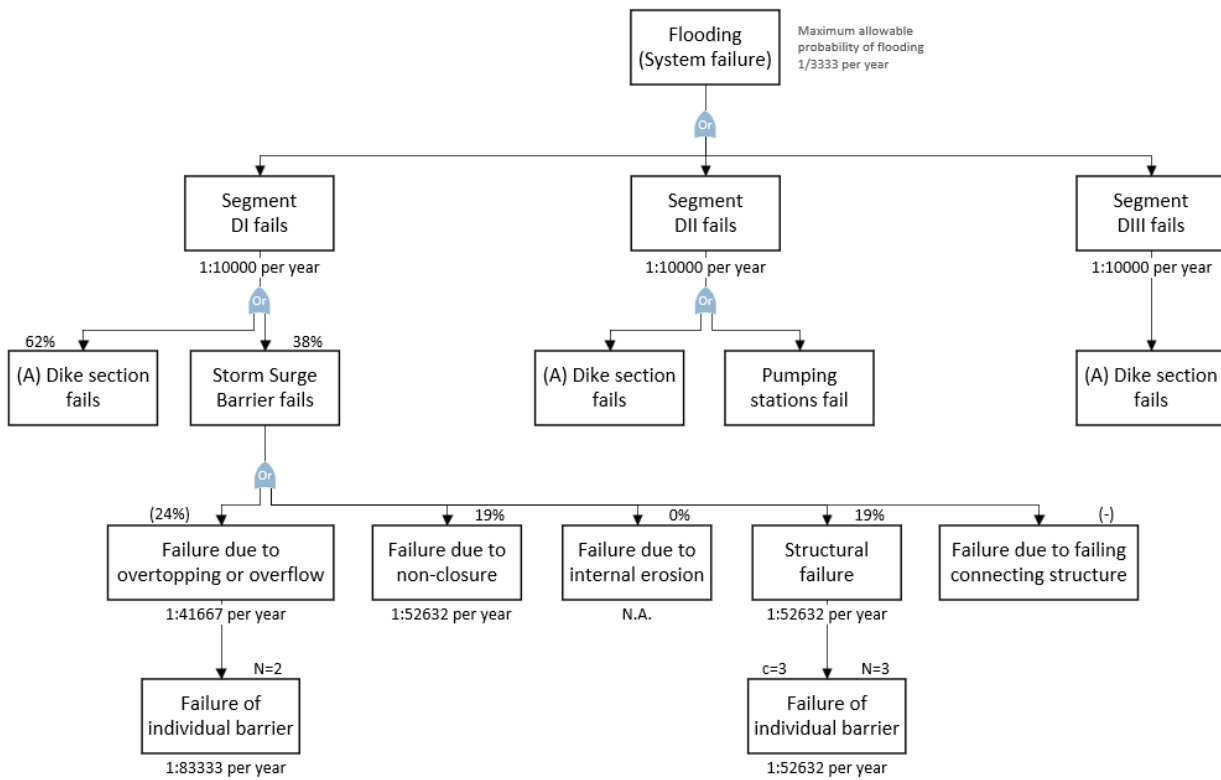 Flooding
(System failure)
Maximum allowable
probability of flooding
1/3333 per year
Or
Segment
DI fails
1:10000 per year
Segment
DII fails
1:10000 per year
Segment
DIII fails
1:10000 per year
Or
Or
62%
(A) Dike section
fails
38%
Storm Surge
Barrier fails
(A) Dike section
fails
Pumping
stations fail
(A) Dike section
fails
Or
(24%)
Failure due to
overtopping or overflow
1:41667 per year
19%
Failure due to
non-closure
1:52632 per year
0%
Failure due to
internal erosion
N.A.
19%
Structural
failure
1:52632 per year
(-)
Failure due to failing
connecting structure
N=2
Failure of
individual barrier
1:83333 per year
c=3 N=3
Failure of
individual barrier
1:52632 per year